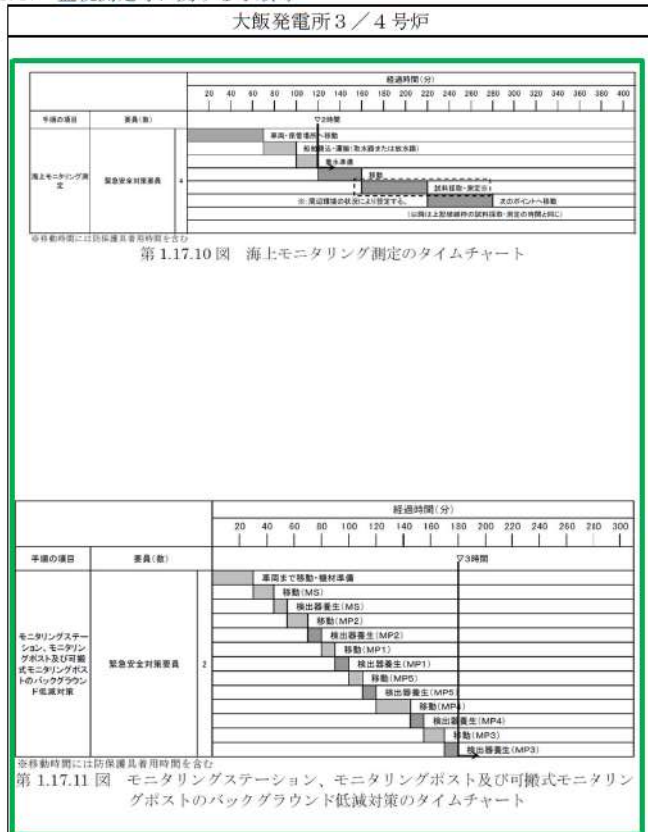 大飯発電所3／4号炉
経過時間（分）
20 40 60 80 100 120 140 160 180 200 220 240 260 280 300 320 340 360 380 400
手順の項目 要員（数） ▽2時間
車両・保管場所へ移動
船舶積込・運搬（取水路または放水路）
着水準備
移動
海上モニタリング測定 緊急安全対策要員 4
試料採取・測定※
※：周辺環境の状況により設定する。 次のポイントへ移動
（以降は上記候補枠の試料採取・測定の時間と同じ）
※移動時間には防保護具着用時間を含む
第 1.17.10 図 海上モニタリング測定のタイムチャート
経過時間（分）
20 40 60 80 100 120 140 160 180 200 220 240 260 280 300
手順の項目 要員（数） ▽3時間
車両まで移動・機材準備
移動（MS）
検出器養生（MS）
移動（MP2）
検出器養生（MP2）
移動（MP1）
モニタリングステーション、モニタリングポスト及び可搬式モニタリングポストのバックグラウンド低減対策 緊急安全対策要員 2
検出器養生（MP1）
移動（MP5）
検出器養生（MP5）
移動（MP4）
検出器養生（MP4）
移動（MP3）
検出器養生（MP3）
※移動時間には防保護具着用時間を含む
第 1.17.11 図 モニタリングステーション、モニタリングポスト及び可搬式モニタリン
グポストのバックグラウンド低減対策のタイムチャート